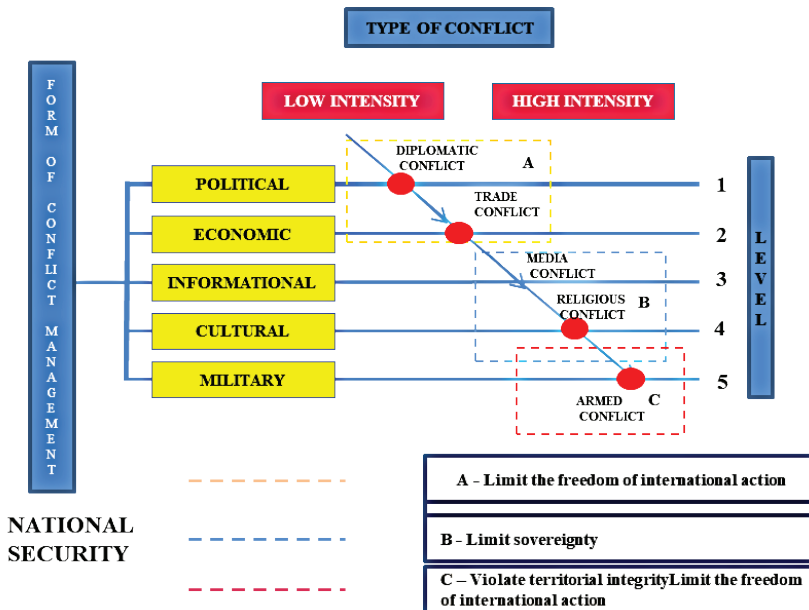 TYPE OF CONFLICT
FORM OF CONFLICT MANAGEMENT
LOW INTENSITY
HIGH INTENSITY
DIPLOMATIC
CONFLICT
A
POLITICAL
1
TRADE
CONFLICT
ECONOMIC
2
MEDIA
CONFLICT
INFORMATIONAL
3
RELIGIOUS
CONFLICT
B
CULTURAL
4
MILITARY
5
ARMED
CONFLICT
C
LEVEL
NATIONAL
SECURITY
A - Limit the freedom of international action
B - Limit sovereignty
C – Violate territorial integrityLimit the freedom
of international action